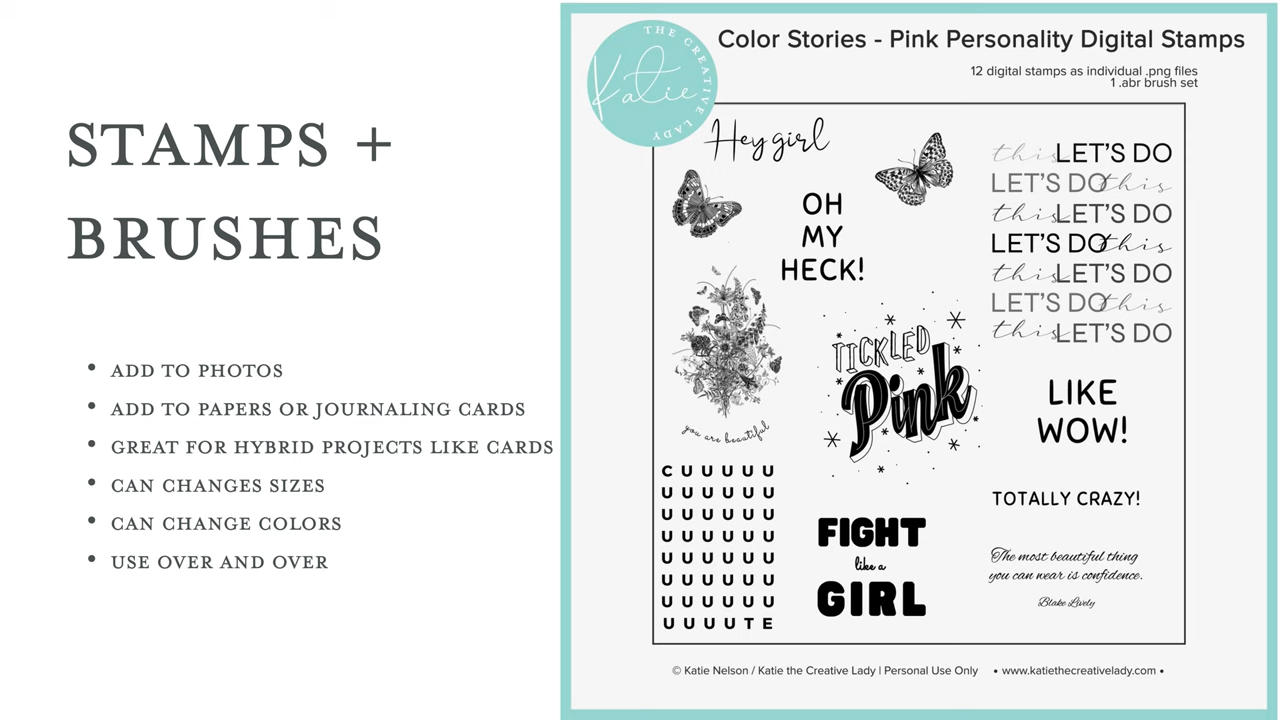 STAMPS +
BRUSHES
• ADD TO PHOTOS
• ADD TO PAPERS OR JOURNALING CARDS
• GREAT FOR HYBRID PROJECTS LIKE CARDS
• CAN CHANGES SIZES
• CAN CHANGE COLORS
• USE OVER AND OVER
THE CREATIVE LADY
Katie
Color Stories - Pink Personality Digital Stamps
12 digital stamps as individual .png files
1 .abr brush set
Hey girl
OH
MY
HECK!
this LET'S DO
LET'S DO this
this LET'S DO
LET'S DO this
this LET'S DO
LET'S DO this
this LET'S DO
you are beautiful
TICKLED
Pink
LIKE
WOW!
C U U U U U
U U U U U U
U U U U U U
U U U U U U
U U U U U U
U U U U U U
U U U U U U
U U U U T E
FIGHT
like a
GIRL
TOTALLY CRAZY!
The most beautiful thing
you can wear is confidence.
Blake Lively
© Katie Nelson / Katie the Creative Lady | Personal Use Only • www.katiethecreativelady.com •